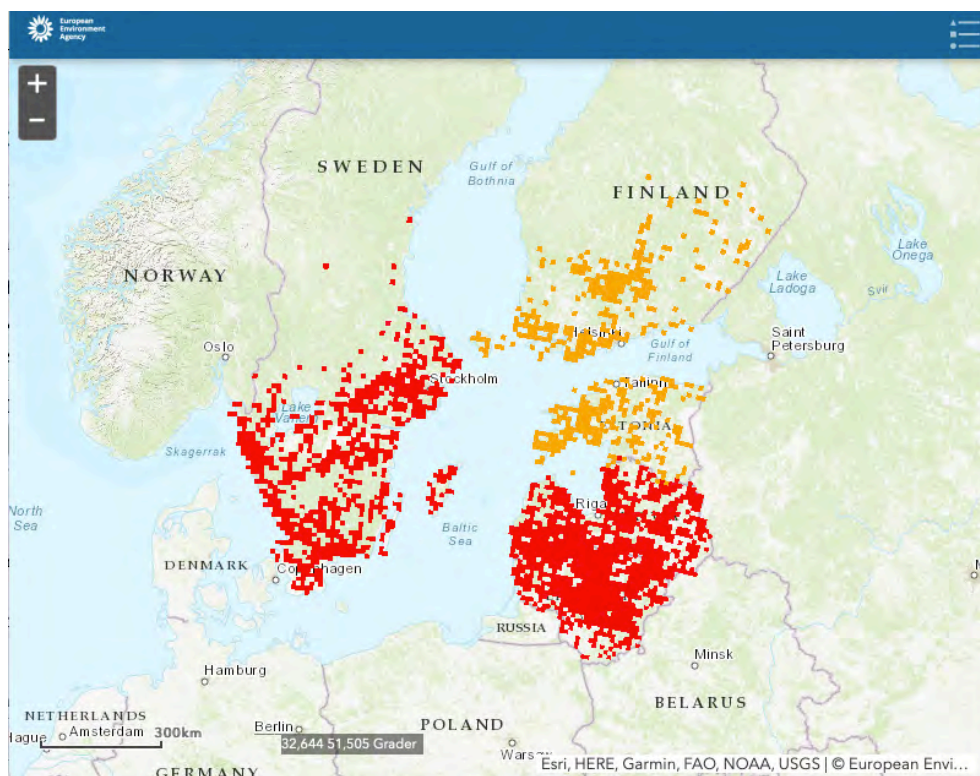 European
Environment
Agency
+
−
SWEDEN
Gulf of
Bothnia
FINLAND
NORWAY
Lake
Onega
Lake
Ladoga
Svir
Oslo
Helsinki
Gulf of
Finland
Saint
Petersburg
Stockholm
Tallinn
Lake
Vänern
ESTONIA
Skagerrak
North
Sea
Riga
Baltic
Sea
DENMARK
Copenhagen
RUSSIA
Hamburg
Minsk
BELARUS
NETHERLANDS
Amsterdam
300km
Berlin
POLAND
Hague
32,644 51,505 Grader
Warsaw
GERMANY
Esri, HERE, Garmin, FAO, NOAA, USGS | © European Envi...